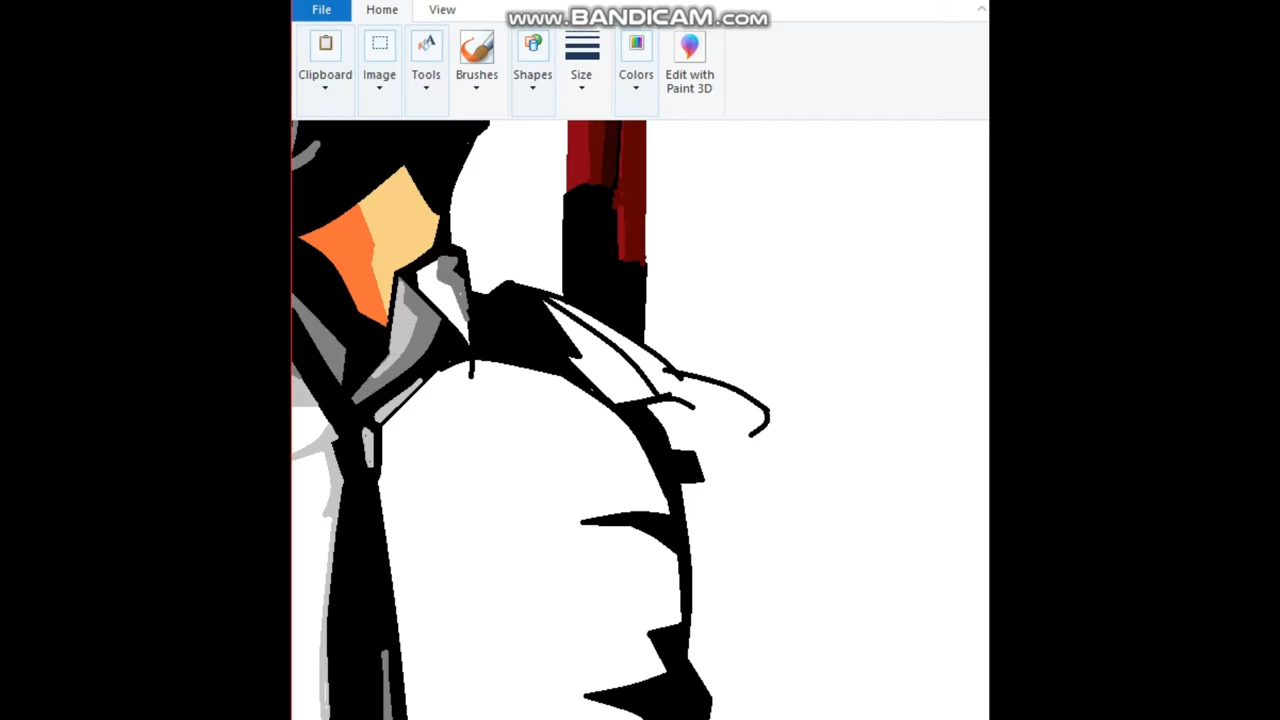 www.BANDICAM.com
File
Home
View
Clipboard
Image
Tools
Brushes
Shapes
Size
Colors
Edit with
Paint 3D